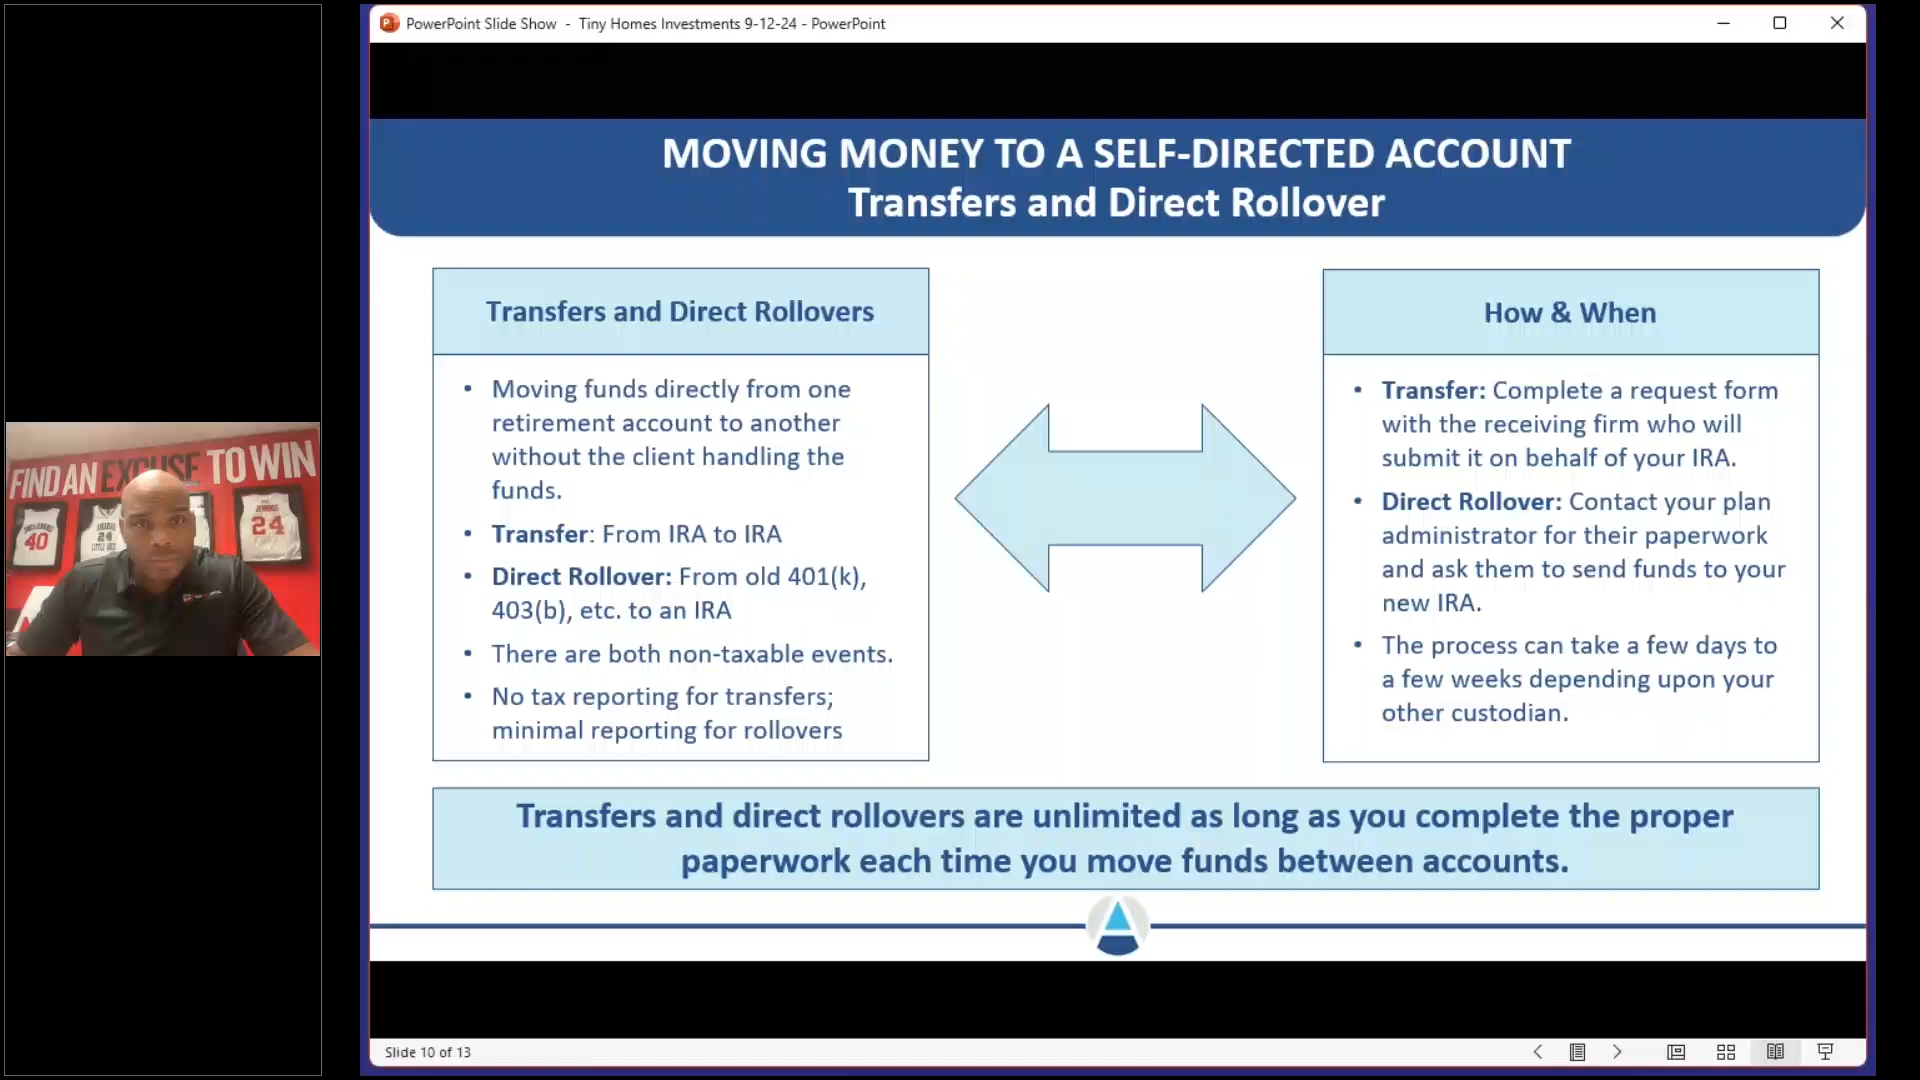 PowerPoint Slide Show - Tiny Homes Investments 9-12-24 - PowerPoint
MOVING MONEY TO A SELF-DIRECTED ACCOUNT
Transfers and Direct Rollover
Transfers and Direct Rollovers
• Moving funds directly from one
retirement account to another
without the client handling the
funds.
• Transfer: From IRA to IRA
• Direct Rollover: From old 401(k),
403(b), etc. to an IRA
• There are both non-taxable events.
• No tax reporting for transfers;
minimal reporting for rollovers
How & When
• Transfer: Complete a request form
with the receiving firm who will
submit it on behalf of your IRA.
• Direct Rollover: Contact your plan
administrator for their paperwork
and ask them to send funds to your
new IRA.
• The process can take a few days to
a few weeks depending upon your
other custodian.
Transfers and direct rollovers are unlimited as long as you complete the proper
paperwork each time you move funds between accounts.
Slide 10 of 13
FIND AN EXCUSE TO WIN
40
24
JENNINGS
24